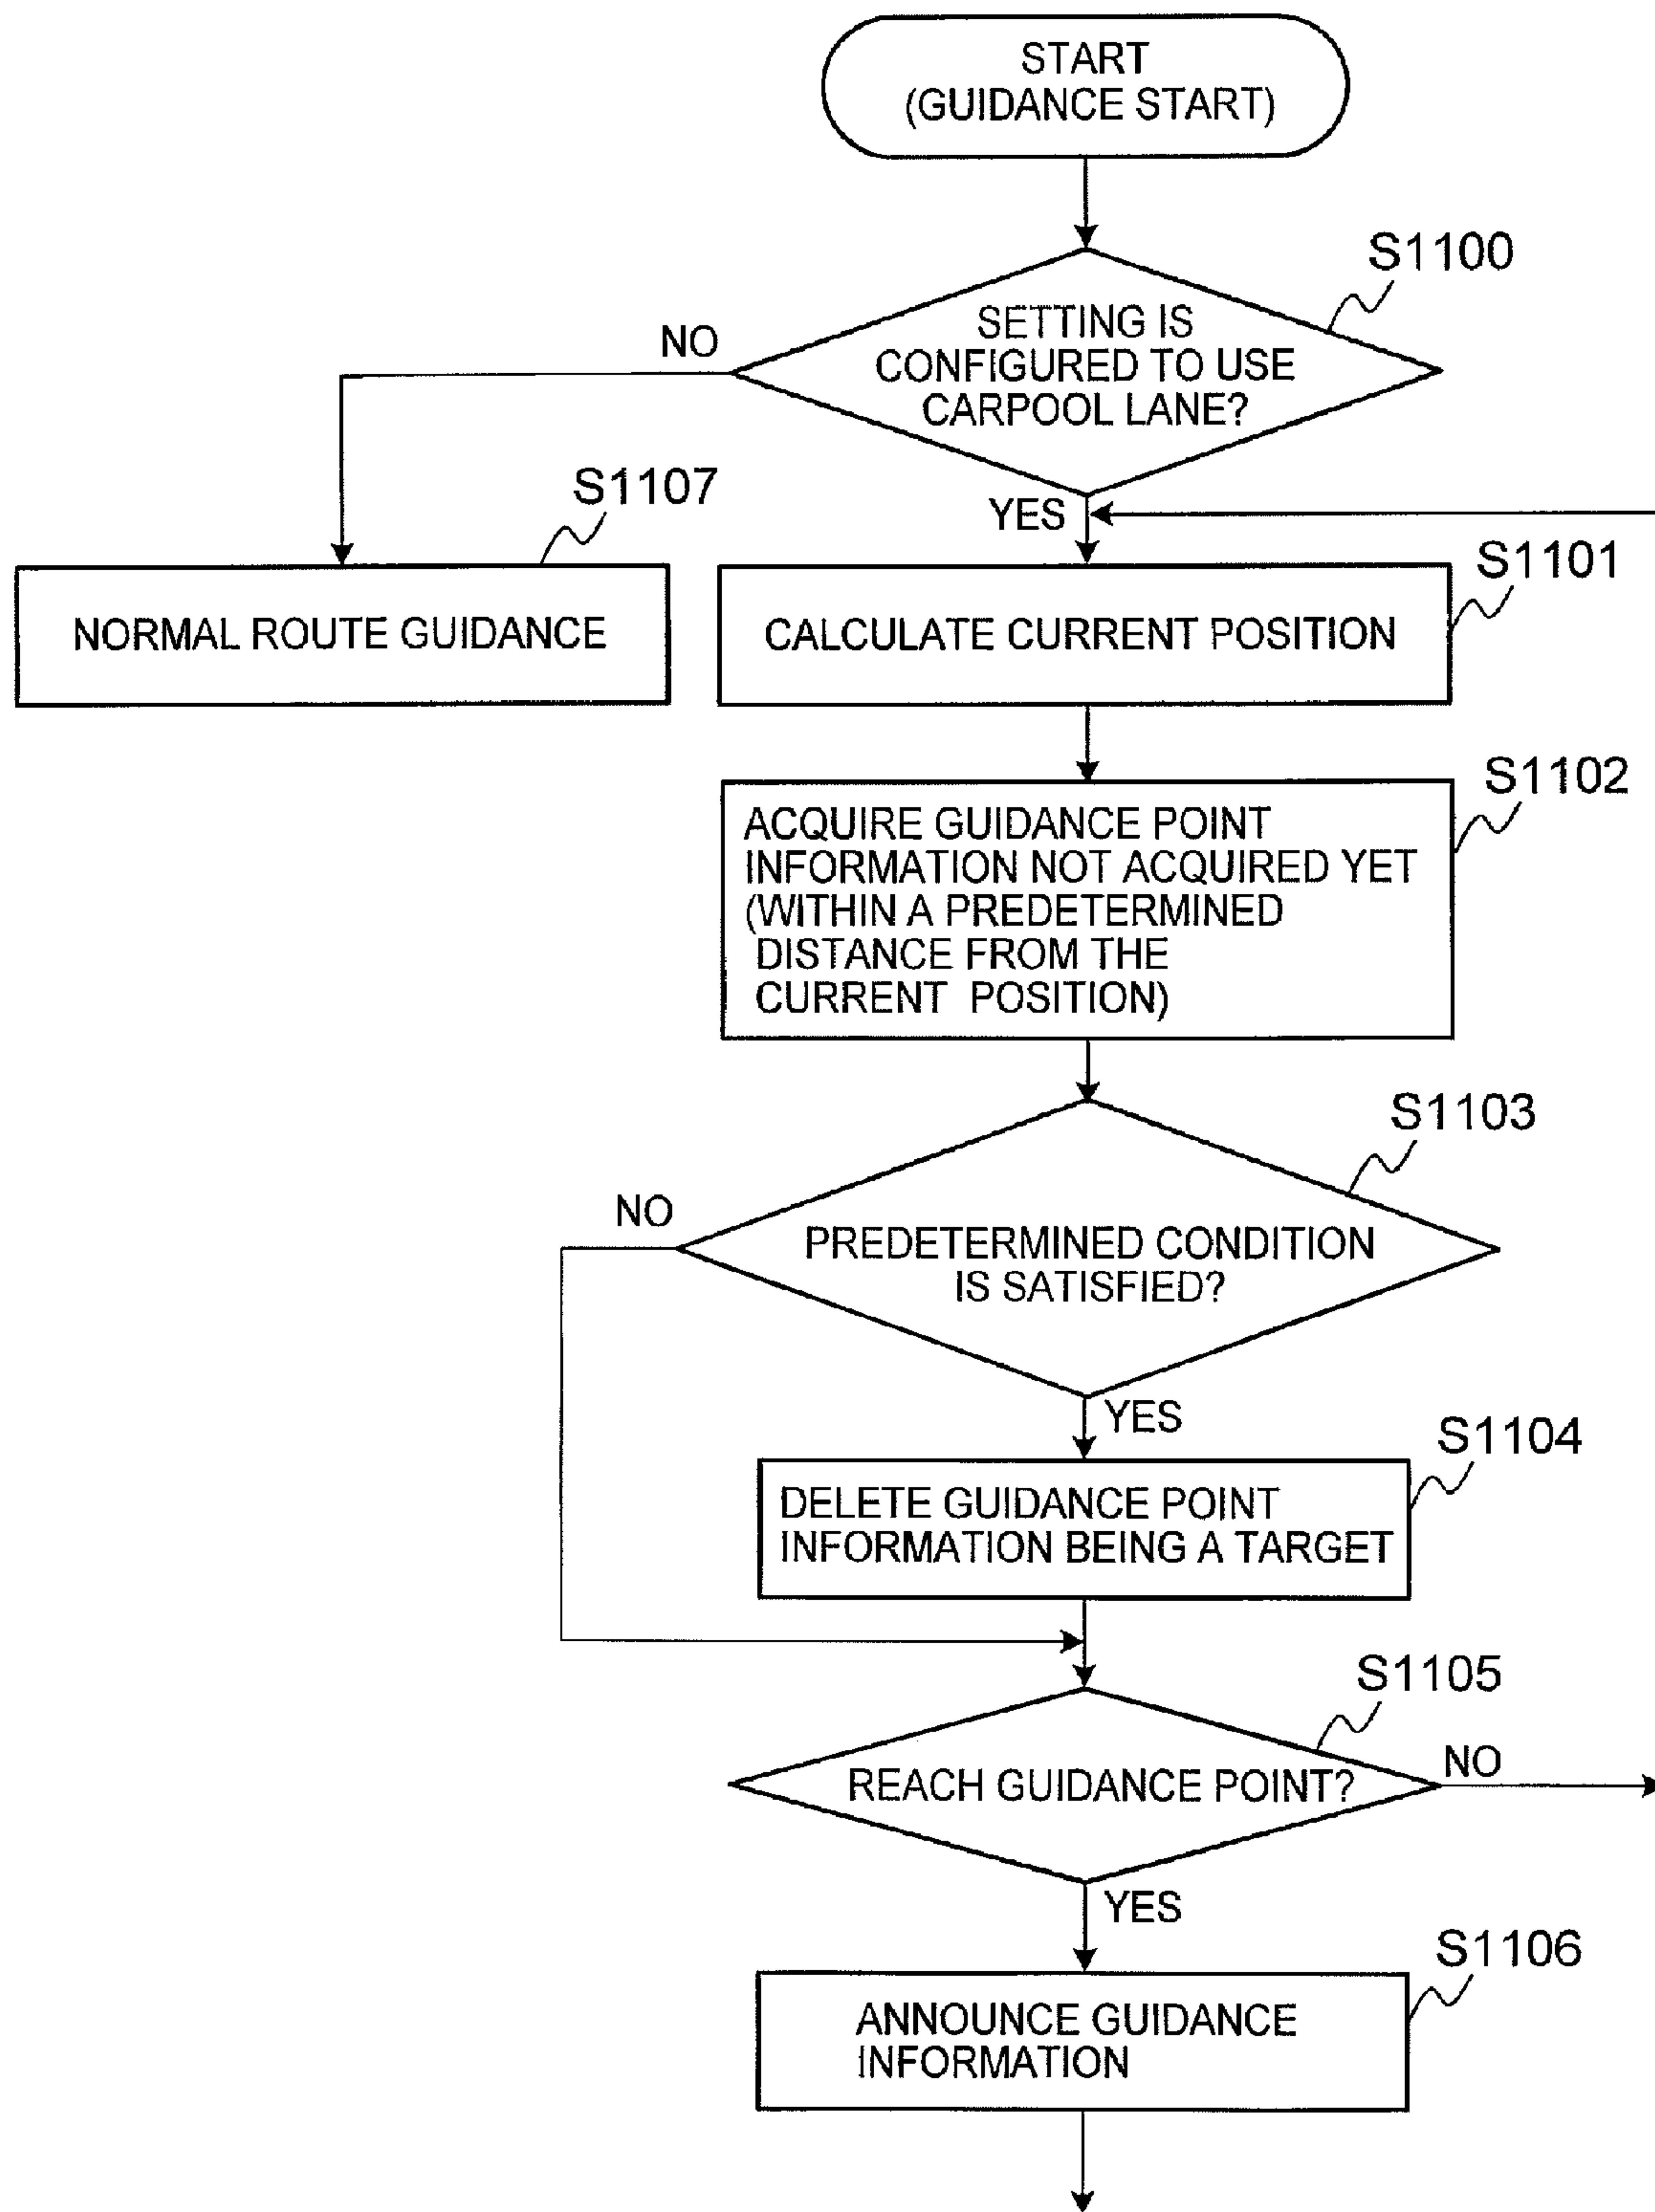 START
(GUIDANCE START)
S1100
SETTING IS
CONFIGURED TO USE
CARPOOL LANE?
NO
YES
S1107
NORMAL ROUTE GUIDANCE
S1101
CALCULATE CURRENT POSITION
S1102
ACQUIRE GUIDANCE POINT
INFORMATION NOT ACQUIRED YET
(WITHIN A PREDETERMINED
DISTANCE FROM THE
CURRENT POSITION)
S1103
NO
PREDETERMINED CONDITION
IS SATISFIED?
YES
S1104
DELETE GUIDANCE POINT
INFORMATION BEING A TARGET
S1105
REACH GUIDANCE POINT?
NO
YES
S1106
ANNOUNCE GUIDANCE
INFORMATION